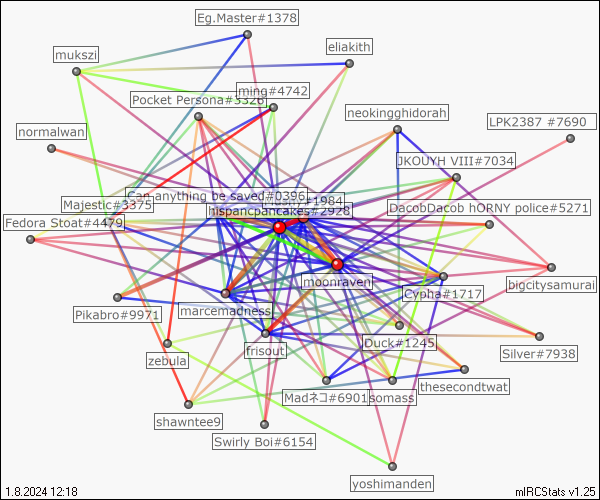 Eg.Master#1378
eliakith
mukszi
ming#4742
Pocket Persona#3326
neokingghidorah
LPK2387 #7690
normalwan
JKOUYH VIII#7034
Can anything be saved#0396
#1984
Majestic#3375
hispancpancakes#2928
DacobDacob hORNY police#5271
Fedora Stoat#4479
moonraven
bigcitysamurai
Cypha#1717
Pikabro#9971
marcemadness
frisout
Duck#1245
Silver#7938
zebula
thesecondtwat
Madネコ#6901
somass
shawntee9
Swirly Boi#6154
yoshimanden
1.8.2024 12:18
mIRCStats v1.25